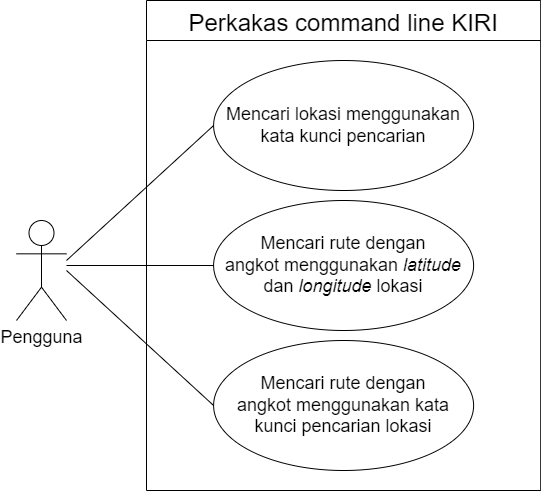 Perkakas command line KIRI
Mencari lokasi menggunakan
kata kunci pencarian
Mencari rute dengan
angkot menggunakan latitude
dan longitude lokasi
Pengguna
Mencari rute dengan
angkot menggunakan kata
kunci pencarian lokasi